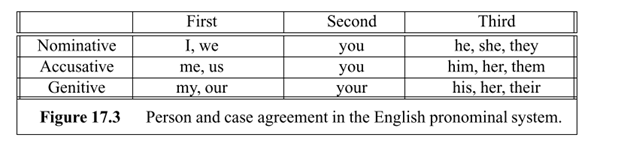 First Second Third
Nominative I, we you he, she, they
Accusative me, us you him, her, them
Genitive my, our your his, her, their
Figure 17.3 Person and case agreement in the English pronominal system.